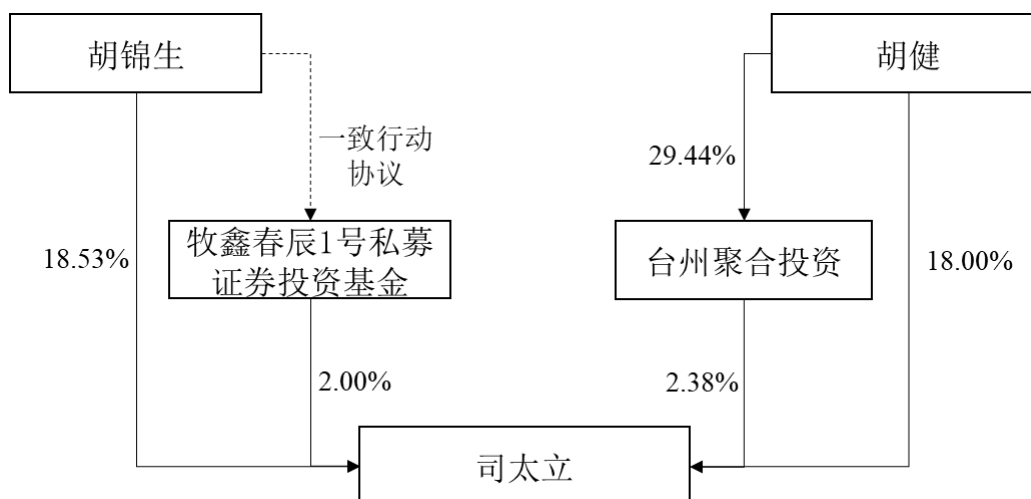 胡锦生
胡健
一致行动
协议
29.44%
牧鑫春辰1号私募
证券投资基金
台州聚合投资
18.53%
18.00%
2.00%
2.38%
司太立